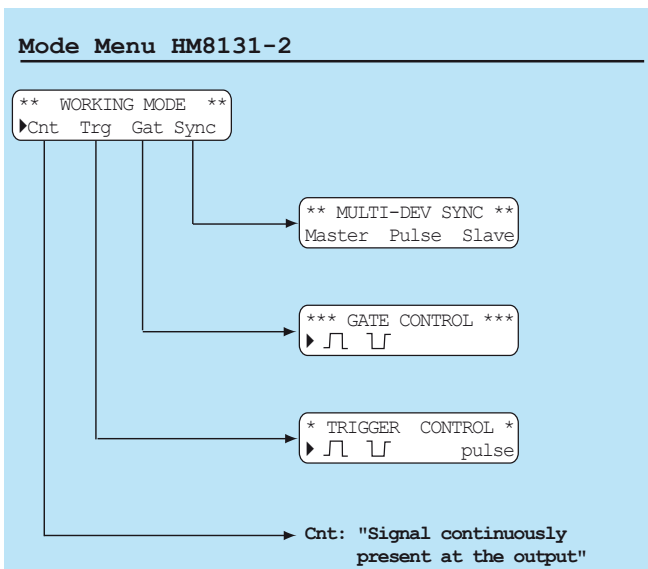 Mode Menu HM8131-2
** WORKING MODE **
Cnt Trg Gat Sync
** MULTI-DEV SYNC **
Master Pulse Slave
*** GATE CONTROL ***
* TRIGGER CONTROL *
pulse
Cnt: "Signal continuously
present at the output"